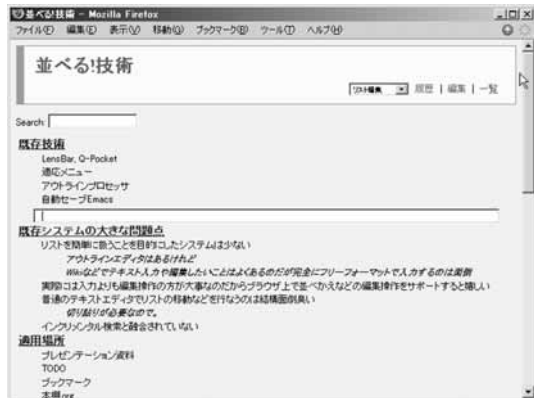 並べる!技術 - Mozilla Firefox
ファイル(F) 編集(E) 表示(V) 移動(G) ブックマーク(B) ツール(T) ヘルプ(H)
並べる!技術
リスト編集 履歴 | 編集 | 一覧
Search:
既存技術
LensBar, Q-Pocket
適応メニュー
アウトラインプロセッサ
自動セーブEmacs
既存システムの大きな問題点
リストを簡単に扱うことを目的にしたシステムは少ない
アウトラインエディタはあるけれど
Wikiなどでテキスト入力や編集したいことはよくあるのだが完全にフリーフォーマットで入力するのは面倒
実際には入力よりも編集操作の方が大事なのだからブラウザ上で並べかえなどの編集操作をサポートすると嬉しい
普通のテキストエディタでリストの移動などを行なうのは結構面倒臭い
切り貼りが必要なので。
インクリメンタル検索と融合されていない
適用場所
プレゼンテーション資料
TODO
ブックマーク
本棚.org